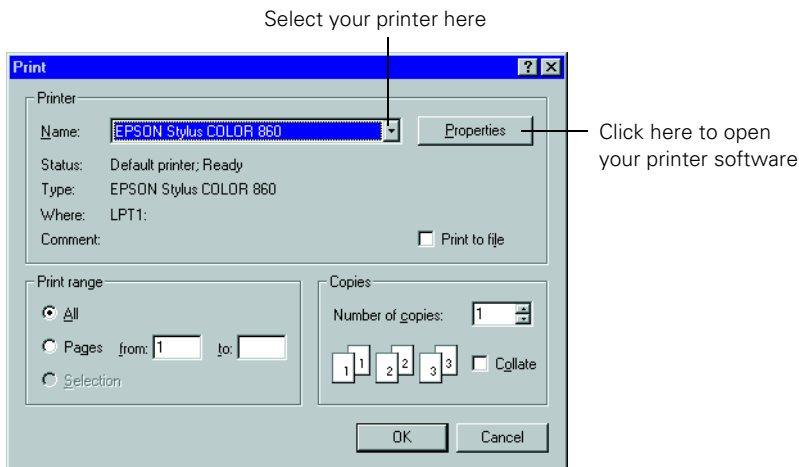 Select your printer here
Print
Printer
Name: EPSON Stylus COLOR 860 Properties
Click here to open
your printer software
Status: Default printer; Ready
Type: EPSON Stylus COLOR 860
Where: LPT1:
Comment: Print to file
Print range
All
Pages from: 1 to:
Selection
Copies
Number of copies: 1
1 1 2 2 3 3 Collate
OK Cancel